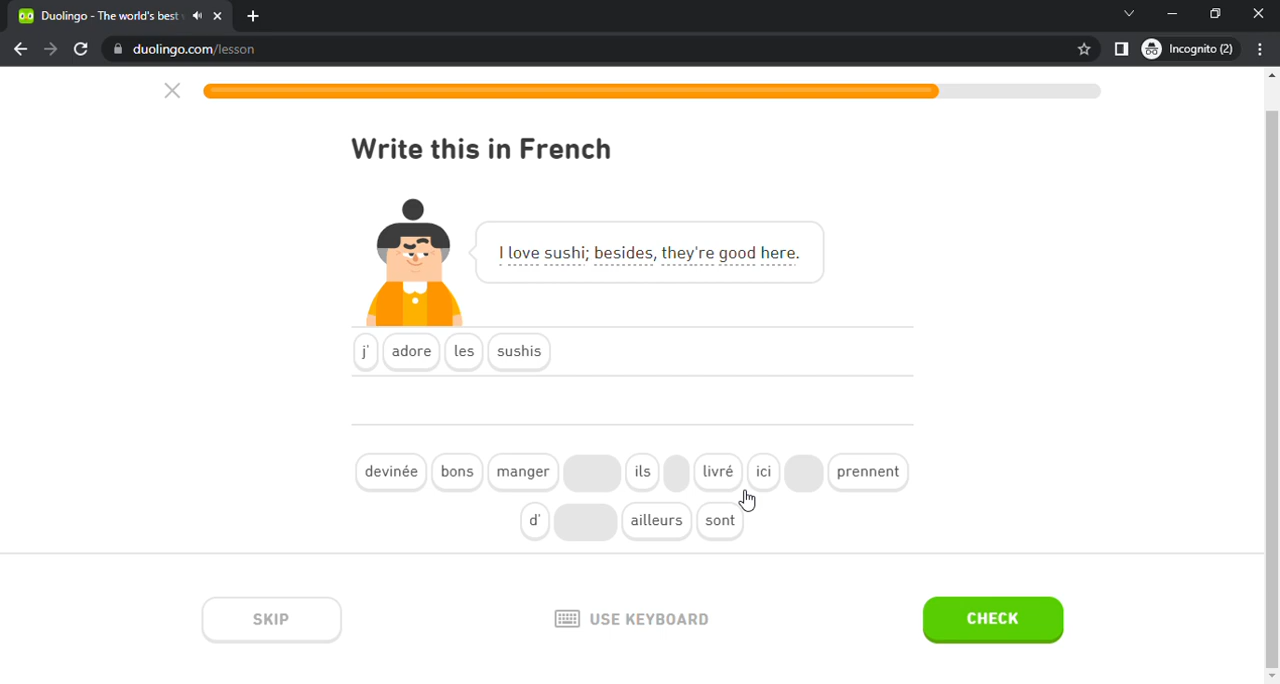 Duolingo - The world's best
duolingo.com/lesson
Incognito (2)
Write this in French
I love sushi; besides, they're good here.
j' adore les sushis
devinée bons manger ils livré ici prennent
d' ailleurs sont
SKIP USE KEYBOARD CHECK